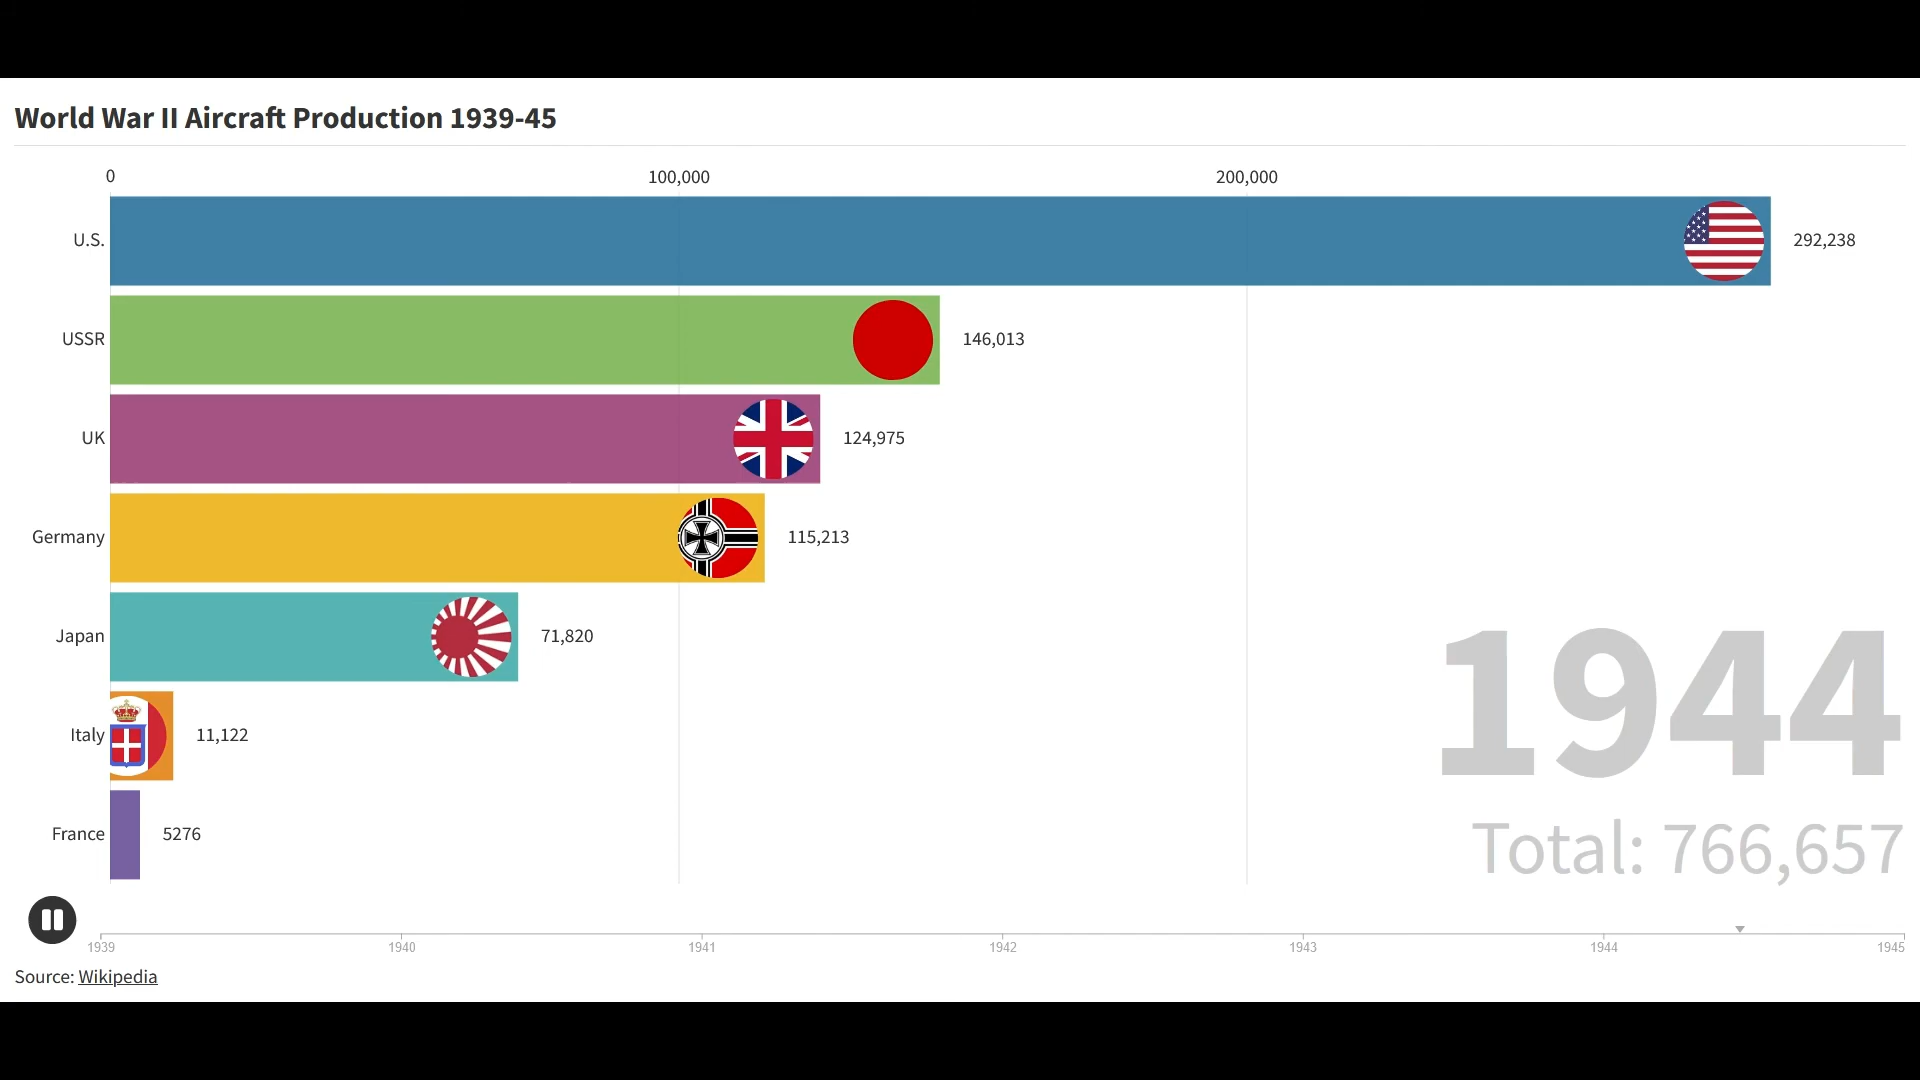 World War II Aircraft Production 1939-45
0 100,000 200,000
U.S. 292,238
USSR 146,013
UK 124,975
Germany 115,213
Japan 71,820
Italy 11,122
France 5276
1944
Total: 766,657
1939 1940 1941 1942 1943 1944 1945
Source: Wikipedia